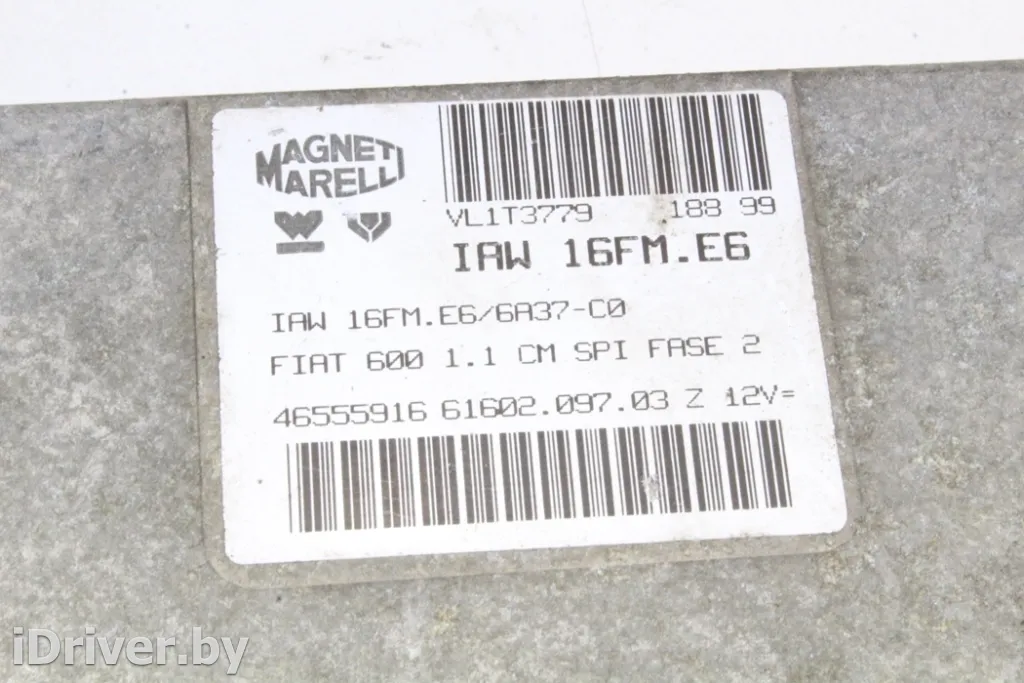 MAGNETI
MARELLI
VL1T3779 188 99
IAW 16FM.E6
IAW 16FM.E6/6A37-C0
FIAT 600 1.1 CM SPI FASE 2
46555916 61602.097.03 Z 12V=
iDriver.by